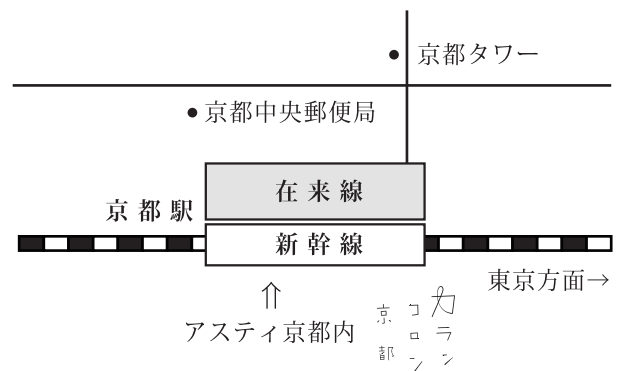 京都タワー
京都中央郵便局
在来線
京都駅
新幹線
東京方面→
アスティ京都内
カラン
コロン
京都